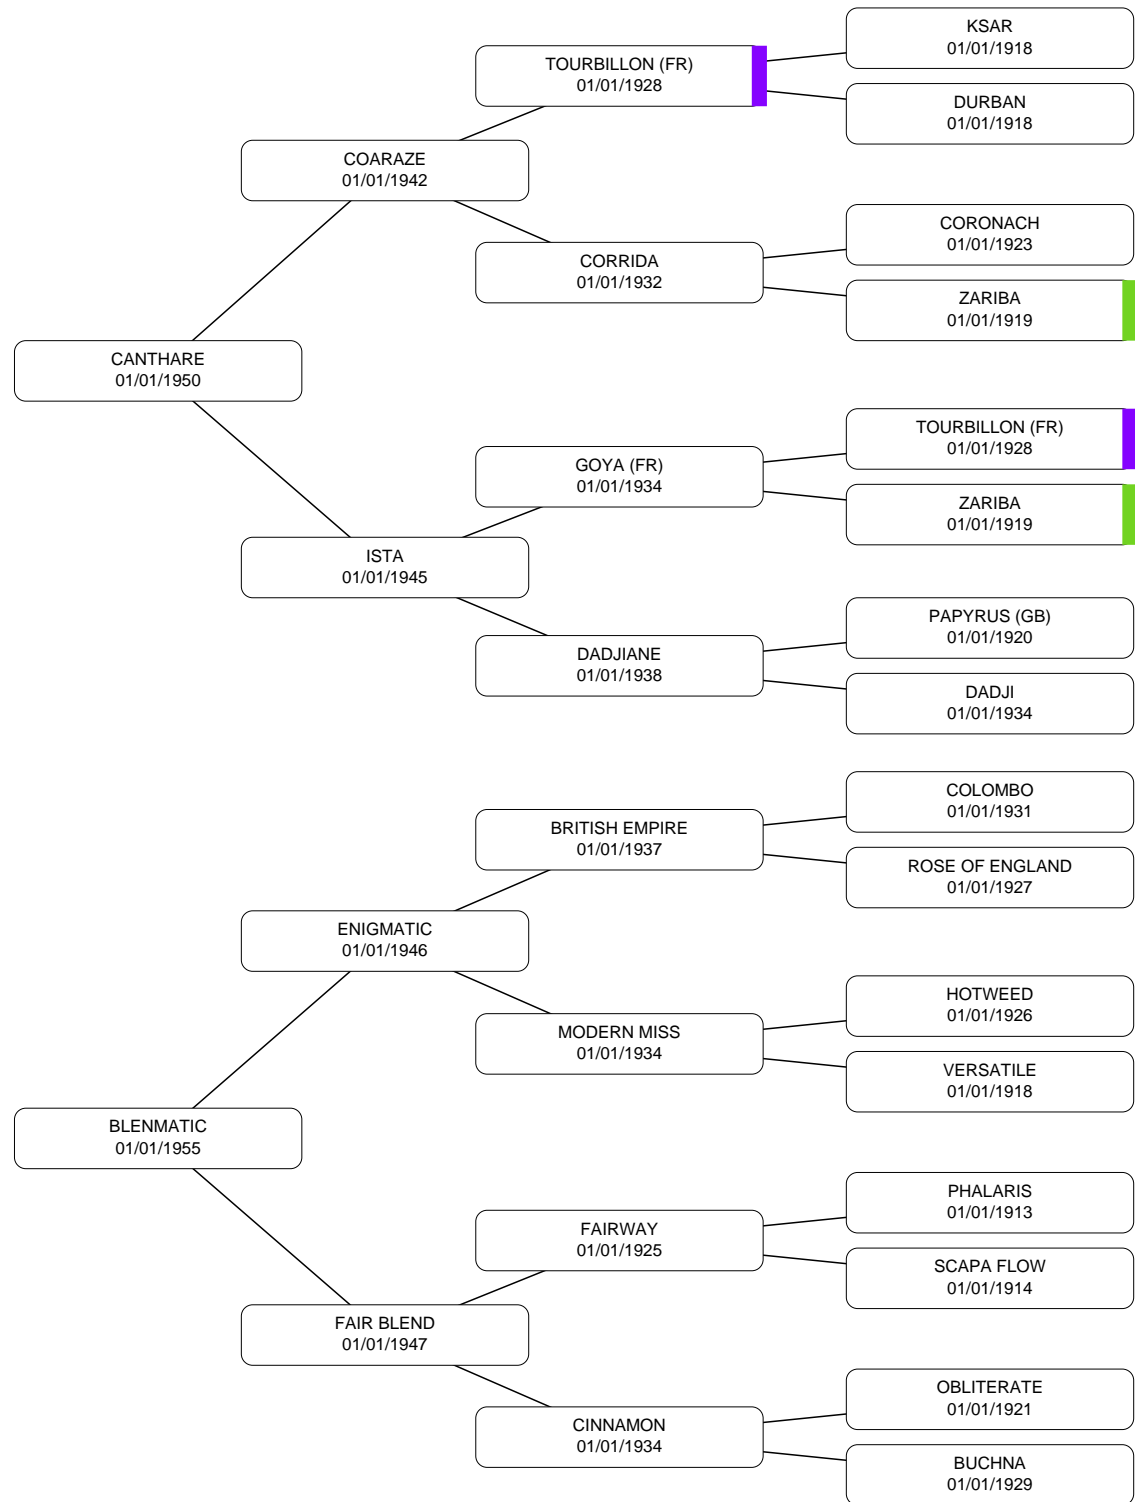 KSAR
01/01/1918
TOURBILLON (FR)
01/01/1928
DURBAN
01/01/1918
COARAZE
01/01/1942
CORONACH
01/01/1923
CORRIDA
01/01/1932
ZARIBA
01/01/1919
CANTHARE
01/01/1950
TOURBILLON (FR)
01/01/1928
GOYA (FR)
01/01/1934
ZARIBA
01/01/1919
ISTA
01/01/1945
PAPYRUS (GB)
01/01/1920
DADJIANE
01/01/1938
DADJI
01/01/1934
COLOMBO
01/01/1931
BRITISH EMPIRE
01/01/1937
ROSE OF ENGLAND
01/01/1927
ENIGMATIC
01/01/1946
HOTWEED
01/01/1926
MODERN MISS
01/01/1934
VERSATILE
01/01/1918
BLENMATIC
01/01/1955
PHALARIS
01/01/1913
FAIRWAY
01/01/1925
SCAPA FLOW
01/01/1914
FAIR BLEND
01/01/1947
OBLITERATE
01/01/1921
CINNAMON
01/01/1934
BUCHNA
01/01/1929